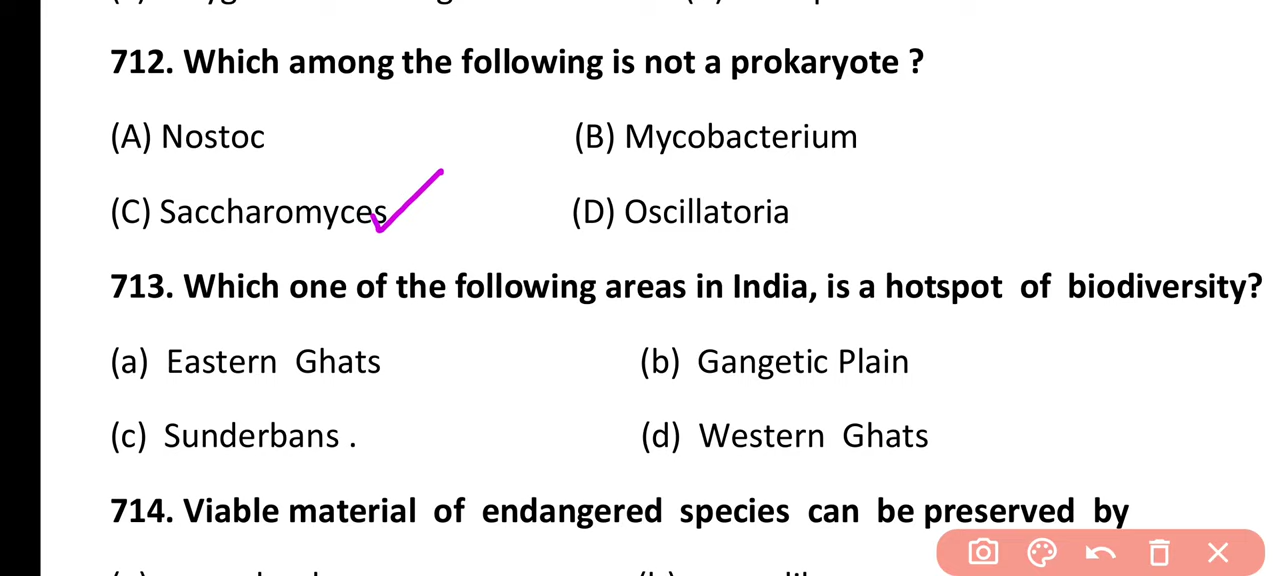 712. Which among the following is not a prokaryote ?
(A) Nostoc (B) Mycobacterium
(C) Saccharomyces (D) Oscillatoria
713. Which one of the following areas in India, is a hotspot of biodiversity?
(a) Eastern Ghats (b) Gangetic Plain
(c) Sunderbans . (d) Western Ghats
714. Viable material of endangered species can be preserved by